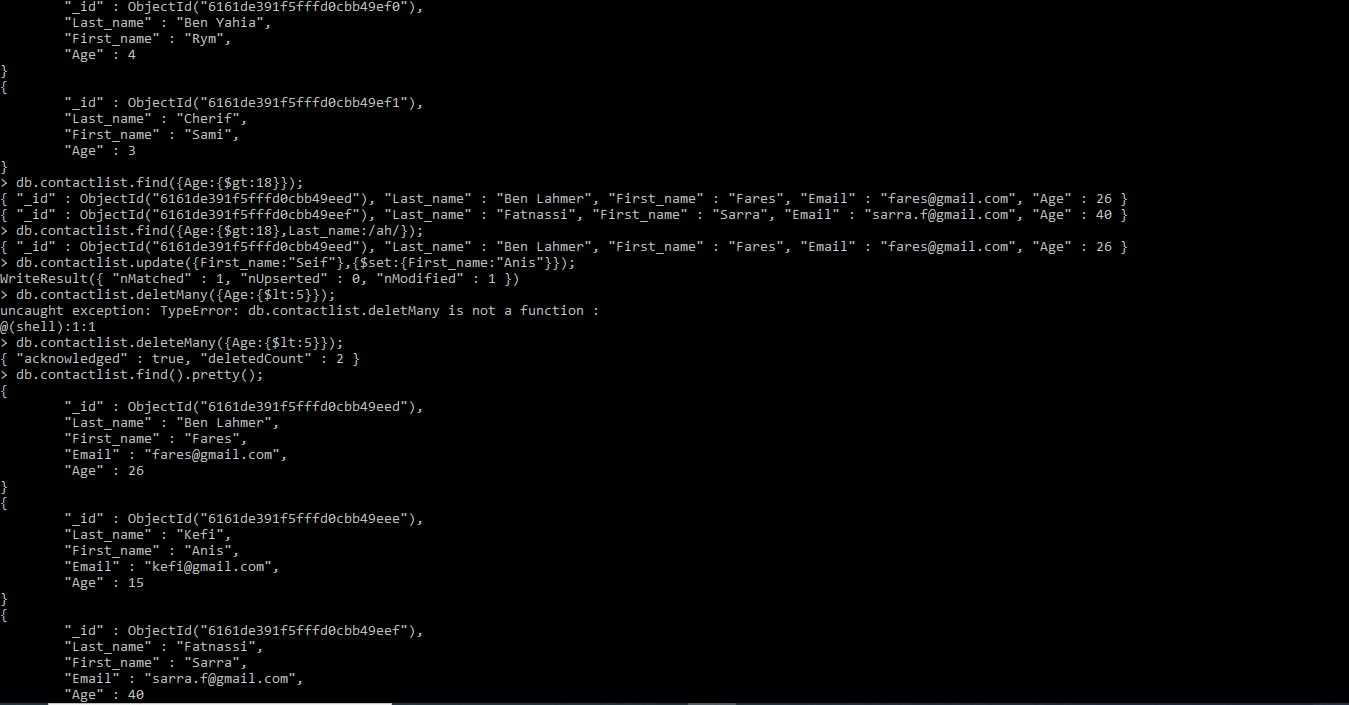 "_id" : ObjectId("6161de391f5fffd0cbb49ef0"),
        "Last_name" : "Ben Yahia",
        "First_name" : "Rym",
        "Age" : 4
}
{
        "_id" : ObjectId("6161de391f5fffd0cbb49ef1"),
        "Last_name" : "Cherif",
        "First_name" : "Sami",
        "Age" : 3
}
> db.contactlist.find({Age:{$gt:18}});
{ "_id" : ObjectId("6161de391f5fffd0cbb49eed"), "Last_name" : "Ben Lahmer", "First_name" : "Fares", "Email" : "fares@gmail.com", "Age" : 26 }
{ "_id" : ObjectId("6161de391f5fffd0cbb49eef"), "Last_name" : "Fatnassi", "First_name" : "Sarra", "Email" : "sarra.f@gmail.com", "Age" : 40 }
> db.contactlist.find({Age:{$gt:18},Last_name:/ah/});
{ "_id" : ObjectId("6161de391f5fffd0cbb49eed"), "Last_name" : "Ben Lahmer", "First_name" : "Fares", "Email" : "fares@gmail.com", "Age" : 26 }
> db.contactlist.update({First_name:"Seif"},{$set:{First_name:"Anis"}});
WriteResult({ "nMatched" : 1, "nUpserted" : 0, "nModified" : 1 })
> db.contactlist.deletMany({Age:{$lt:5}});
uncaught exception: TypeError: db.contactlist.deletMany is not a function :
@(shell):1:1
> db.contactlist.deleteMany({Age:{$lt:5}});
{ "acknowledged" : true, "deletedCount" : 2 }
> db.contactlist.find().pretty();
{
        "_id" : ObjectId("6161de391f5fffd0cbb49eed"),
        "Last_name" : "Ben Lahmer",
        "First_name" : "Fares",
        "Email" : "fares@gmail.com",
        "Age" : 26
}
{
        "_id" : ObjectId("6161de391f5fffd0cbb49eee"),
        "Last_name" : "Kefi",
        "First_name" : "Anis",
        "Email" : "kefi@gmail.com",
        "Age" : 15
}
{
        "_id" : ObjectId("6161de391f5fffd0cbb49eef"),
        "Last_name" : "Fatnassi",
        "First_name" : "Sarra",
        "Email" : "sarra.f@gmail.com",
        "Age" : 40